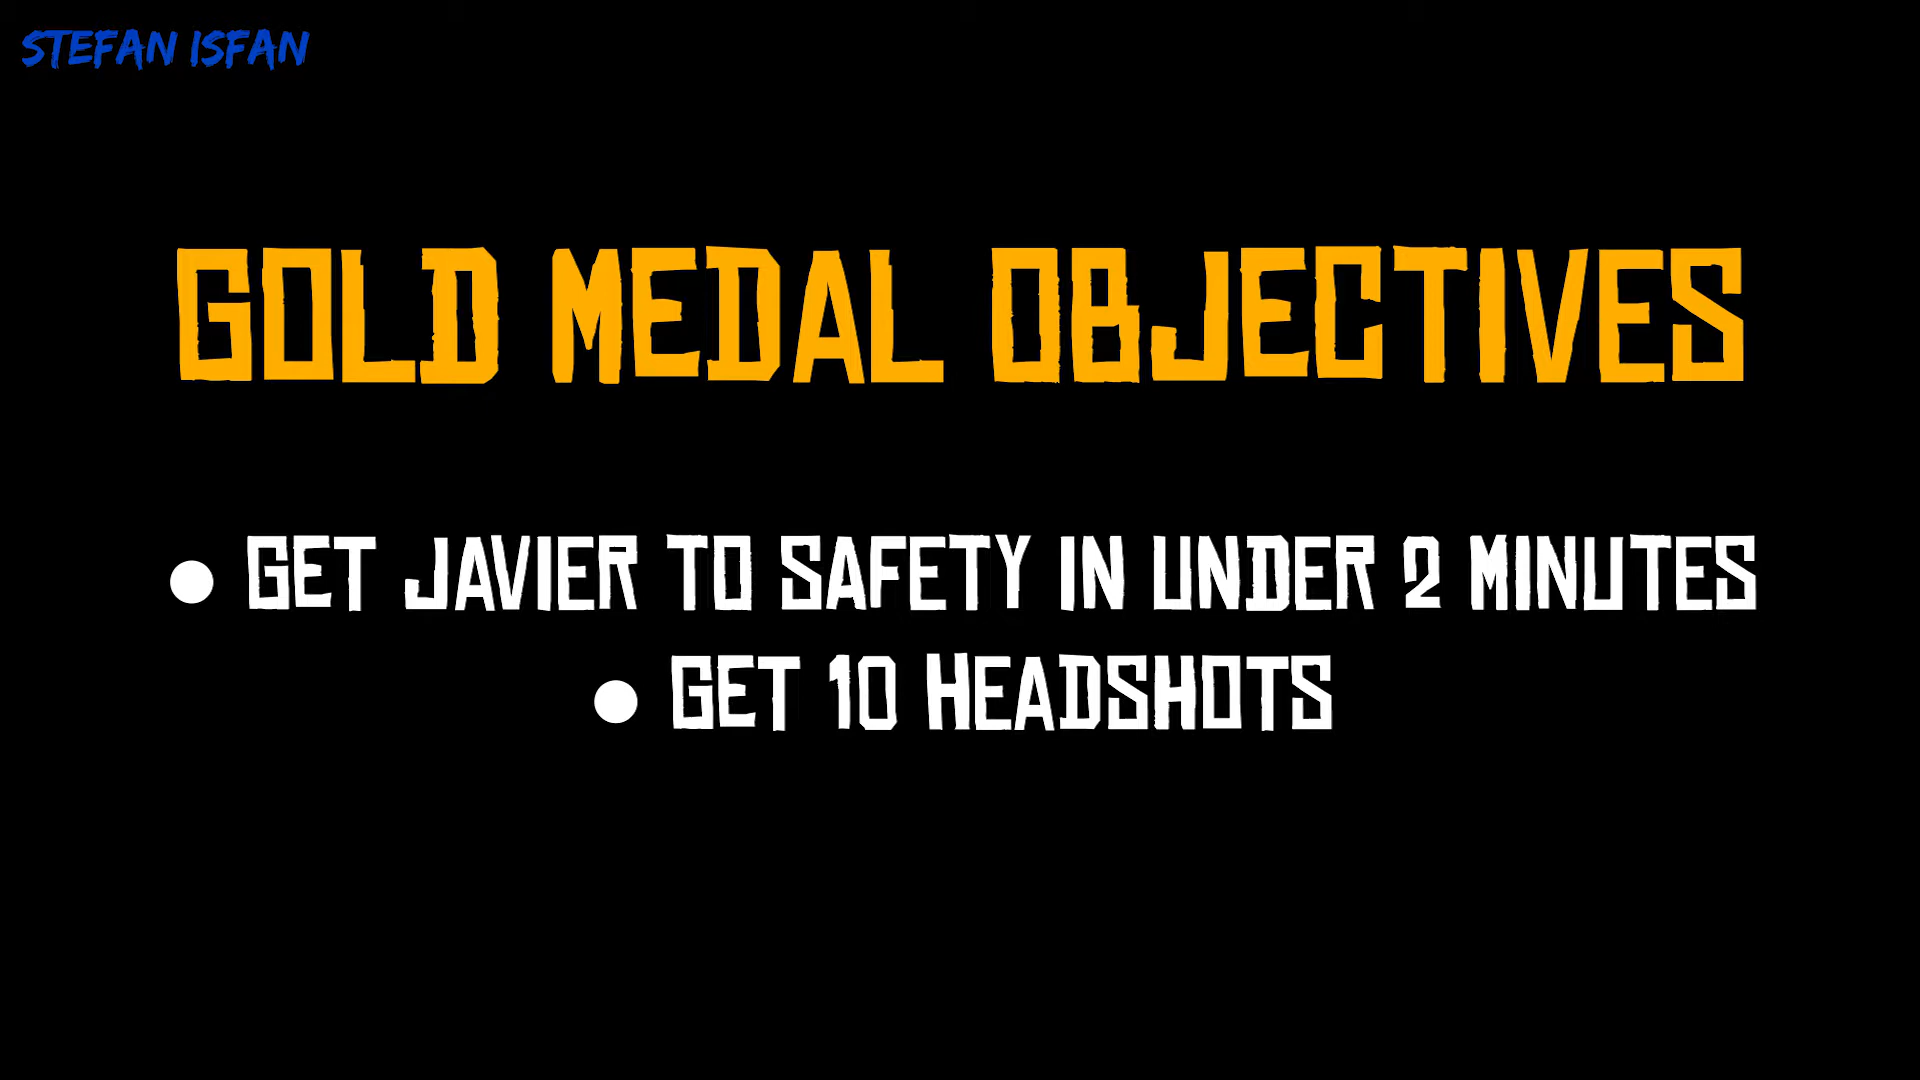 STEFAN ISFAN
GOLD MEDAL OBJECTIVES
● GET JAVIER TO SAFETY IN UNDER 2 MINUTES
● GET 10 HEADSHOTS